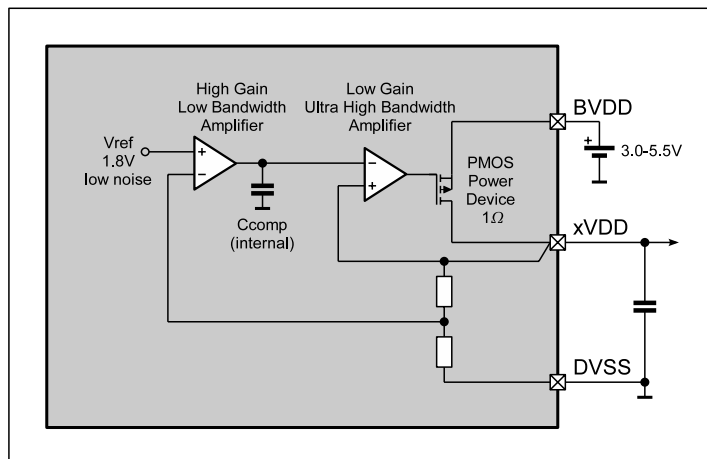 High Gain
Low Bandwidth
Amplifier
Low Gain
Ultra High Bandwidth
Amplifier
BVDD
Vref
1.8V
low noise
+
−
−
+
PMOS
Power
Device
1Ω
+
3.0-5.5V
Ccomp
(internal)
xVDD
DVSS